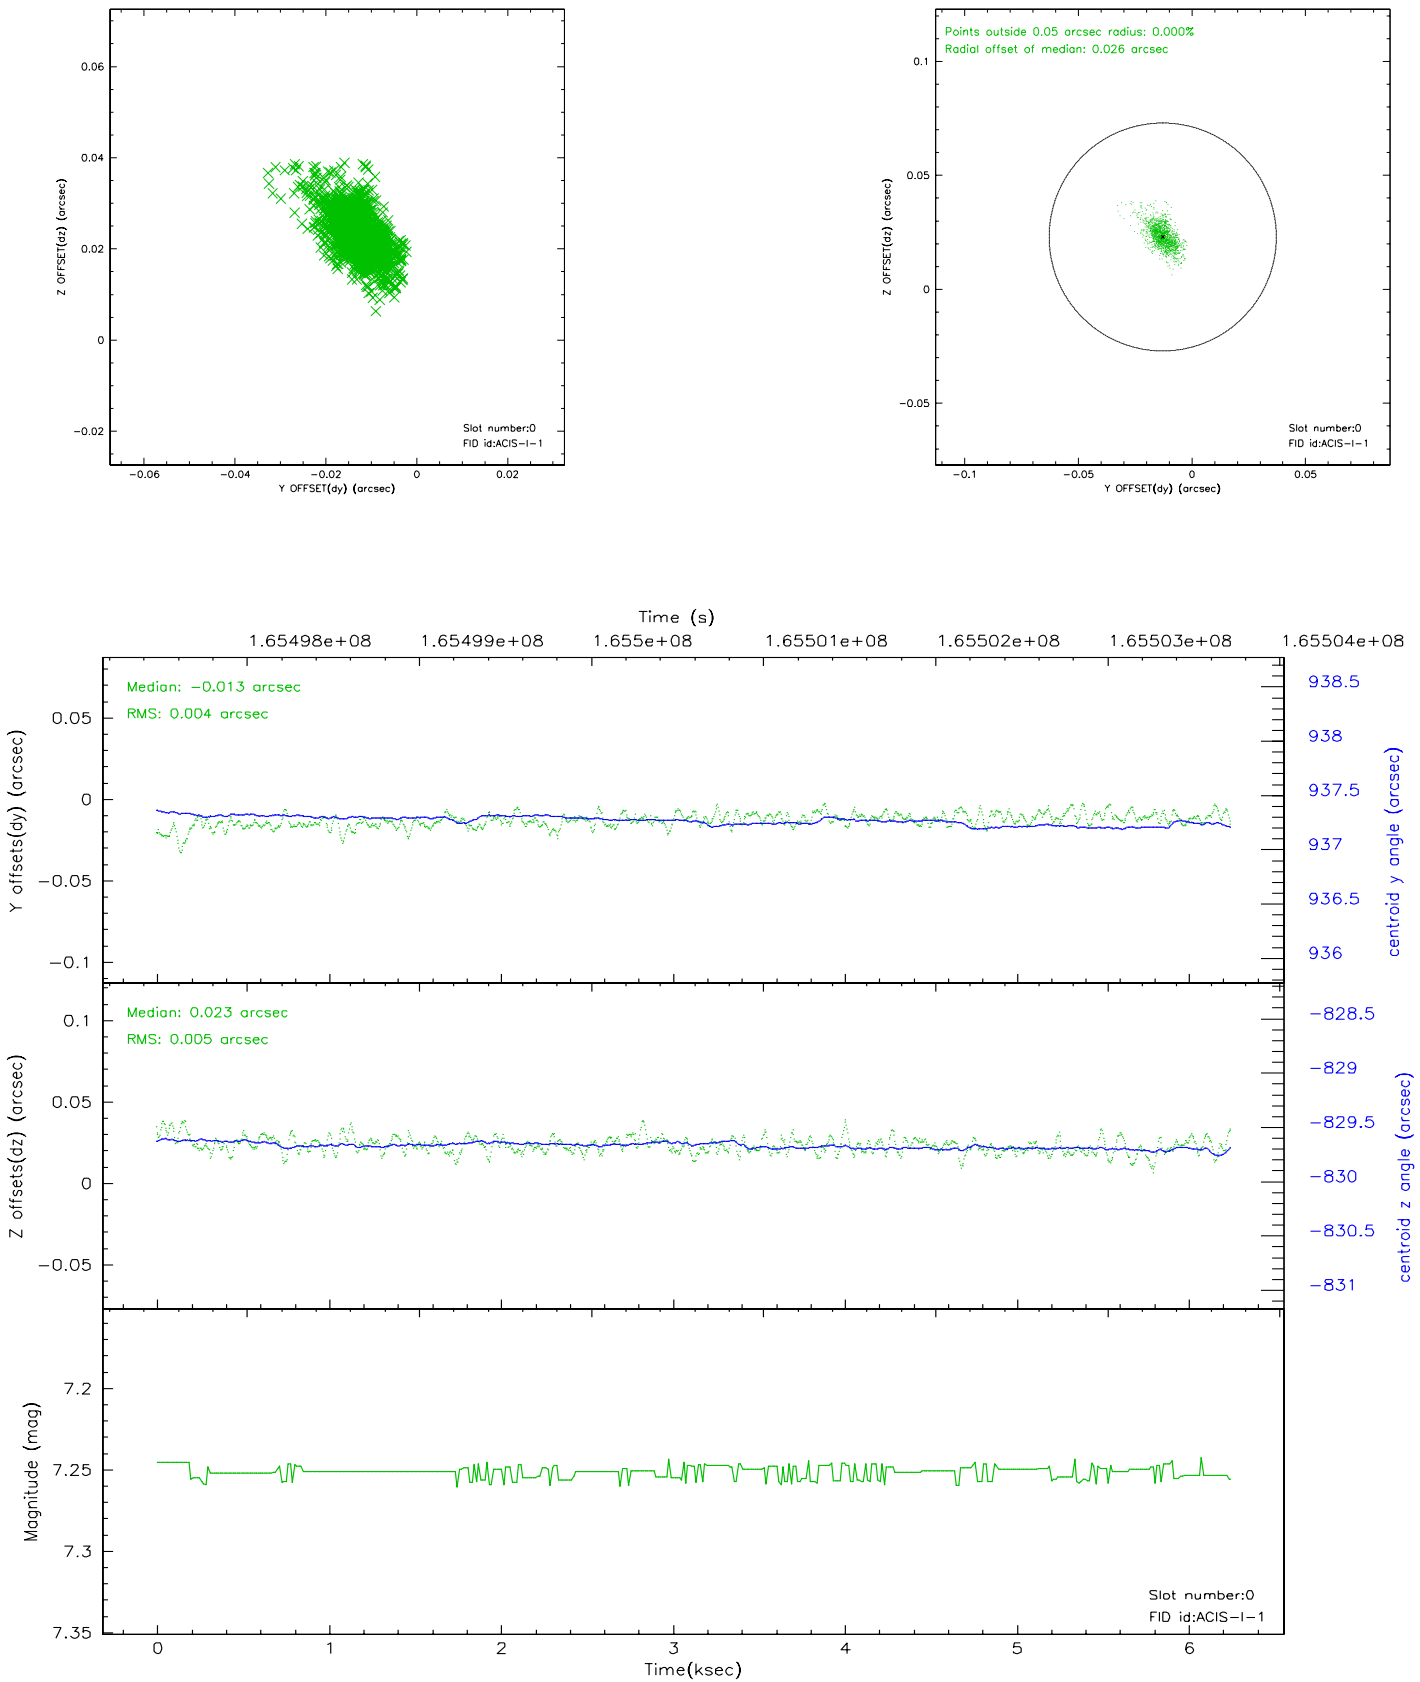 0.06
0.04
0.02
0
−0.02
Z OFFSET(dz) (arcsec)
−0.06 −0.04 −0.02 0 0.02
Y OFFSET(dy) (arcsec)
Slot number:0
FID id:ACIS−I−1
Points outside 0.05 arcsec radius: 0.000%
Radial offset of median: 0.026 arcsec
0.1
0.05
0
−0.05
Z OFFSET(dz) (arcsec)
−0.1 −0.05 0 0.05
Y OFFSET(dy) (arcsec)
Slot number:0
FID id:ACIS−I−1
Time (s)
1.65498e+08 1.65499e+08 1.655e+08 1.65501e+08 1.65502e+08 1.65503e+08 1.65504e+08
Median: −0.013 arcsec
RMS: 0.004 arcsec
0.05
0
−0.05
−0.1
Y offsets(dy) (arcsec)
938.5
938
937.5
937
936.5
936
centroid y angle (arcsec)
Median: 0.023 arcsec
RMS: 0.005 arcsec
0.1
0.05
0
−0.05
Z offsets(dz) (arcsec)
−828.5
−829
−829.5
−830
−830.5
−831
centroid z angle (arcsec)
7.2
7.25
7.3
7.35
Magnitude (mag)
Slot number:0
FID id:ACIS−I−1
0 1 2 3 4 5 6
Time(ksec)